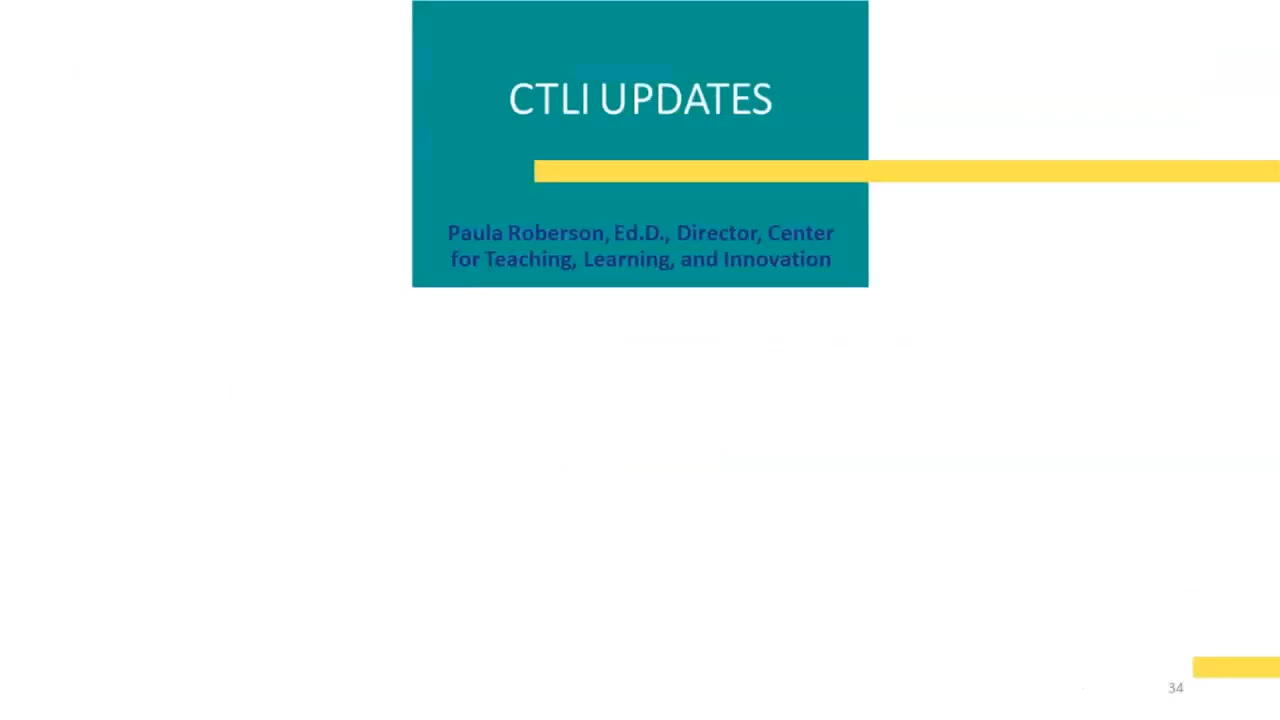 CTLI UPDATES
Paula Roberson, Ed.D., Director, Center
for Teaching, Learning, and Innovation
34